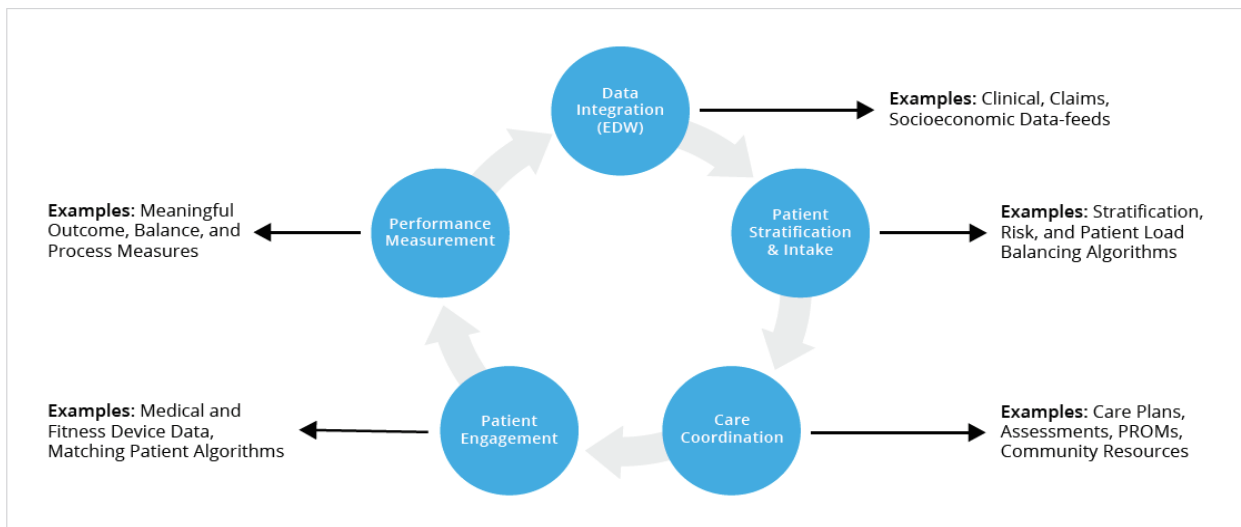 Data
Integration
(EDW)
Examples: Clinical, Claims,
Socioeconomic Data-feeds
Patient
Stratification
& Intake
Examples: Stratification,
Risk, and Patient Load
Balancing Algorithms
Care
Coordination
Examples: Care Plans,
Assessments, PROMs,
Community Resources
Patient
Engagement
Examples: Medical and
Fitness Device Data,
Matching Patient Algorithms
Performance
Measurement
Examples: Meaningful
Outcome, Balance, and
Process Measures